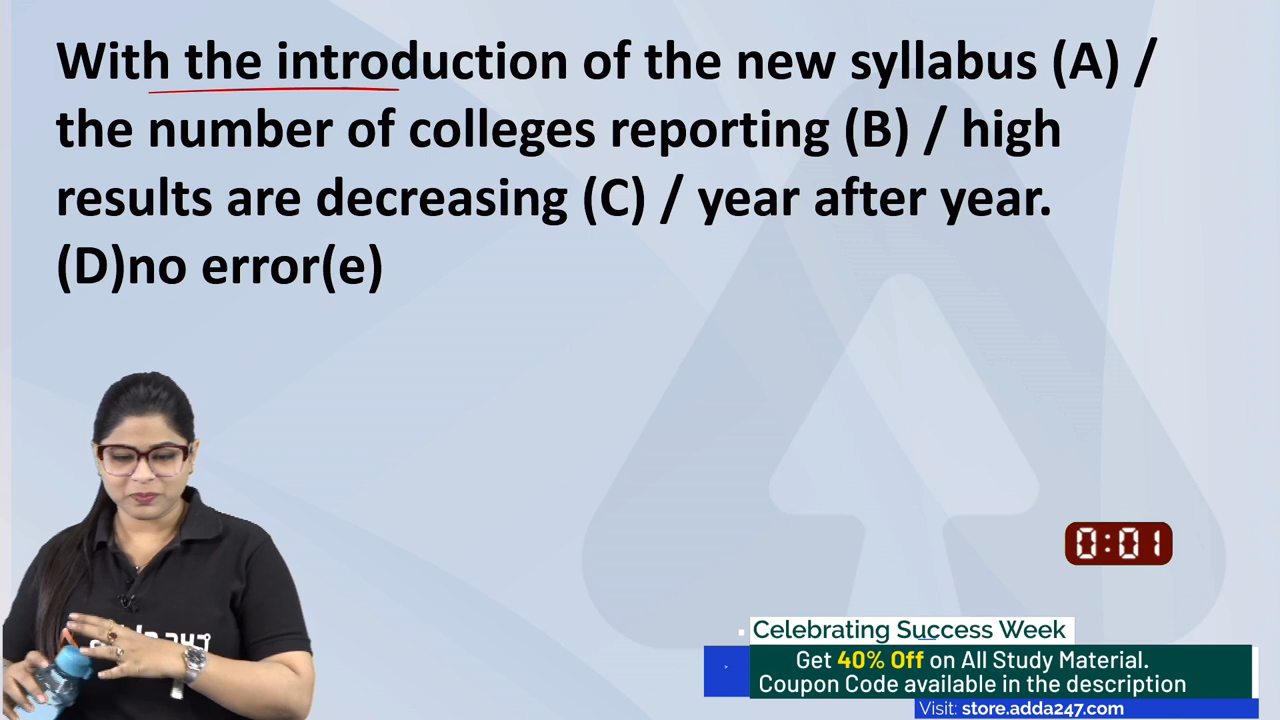 With the introduction of the new syllabus (A) /
the number of colleges reporting (B) / high
results are decreasing (C) / year after year.
(D)no error(e)
0:01
Celebrating Success Week
Get 40% Off on All Study Material.
Coupon Code available in the description
Visit: store.adda247.com